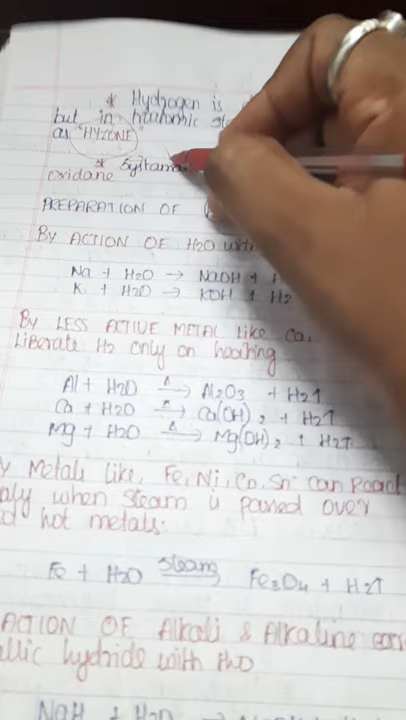 * Hydrogen is
but in triatomic
as "HYZONE"
*
oxidane
PREPARATION OF
BY ACTION OF H2O with
Na + H2O → NaOH + H
K + H2O → KOH + H2
BY LESS ACTIVE METAL like Ca,
Liberate H2 only on heating
Al + H2O Δ→ Al2O3 + H2↑
Ca + H2O Δ→ Ca(OH)2 + H2↑
Mg + H2O Δ→ Mg(OH)2 + H2↑
Y Metals like, Fe, Ni, Co, Sn can React
only when steam is passed over
hot metals.
Fe + H2O steam→ Fe3O4 + H2↑
ACTION OF Alkali & Alkaline ear
allic hydride with H2O
NaH + H2O